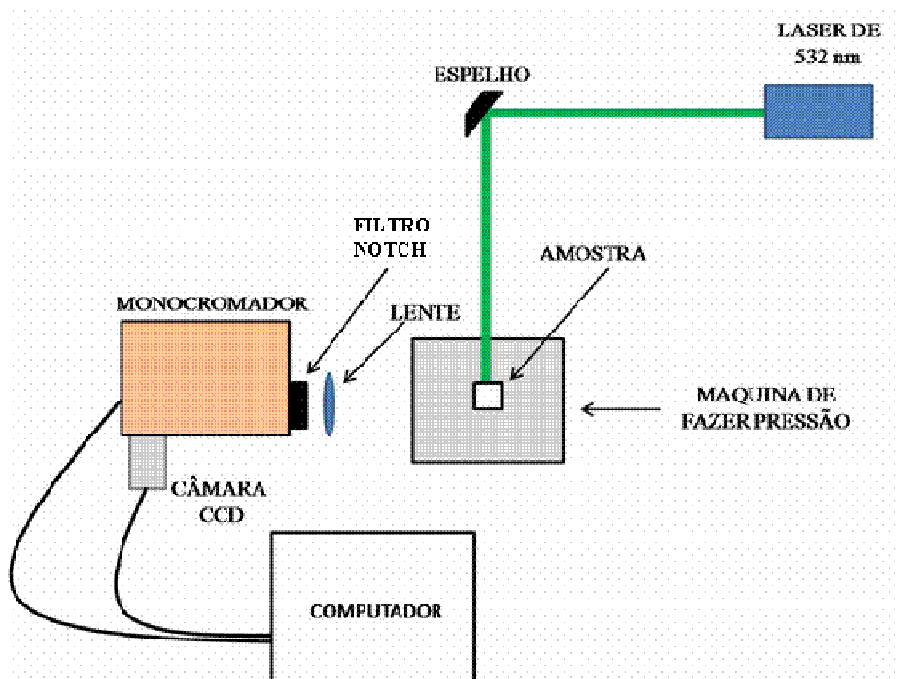 LASER DE
532 nm
ESPELHO
FILTRO
NOTCH
AMOSTRA
MONOCROMADOR
LENTE
MAQUINA DE
FAZER PRESSÃO
CÂMARA
CCD
COMPUTADOR